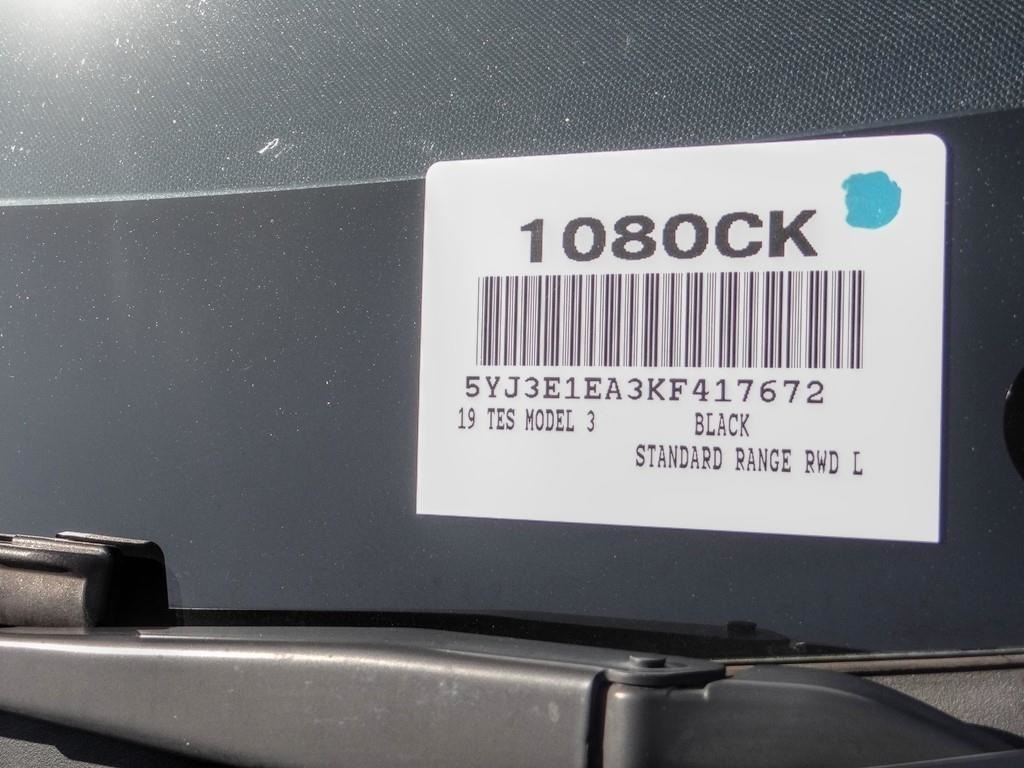 1080CK
5YJ3E1EA3KF417672
19 TES MODEL 3 BLACK
STANDARD RANGE RWD L